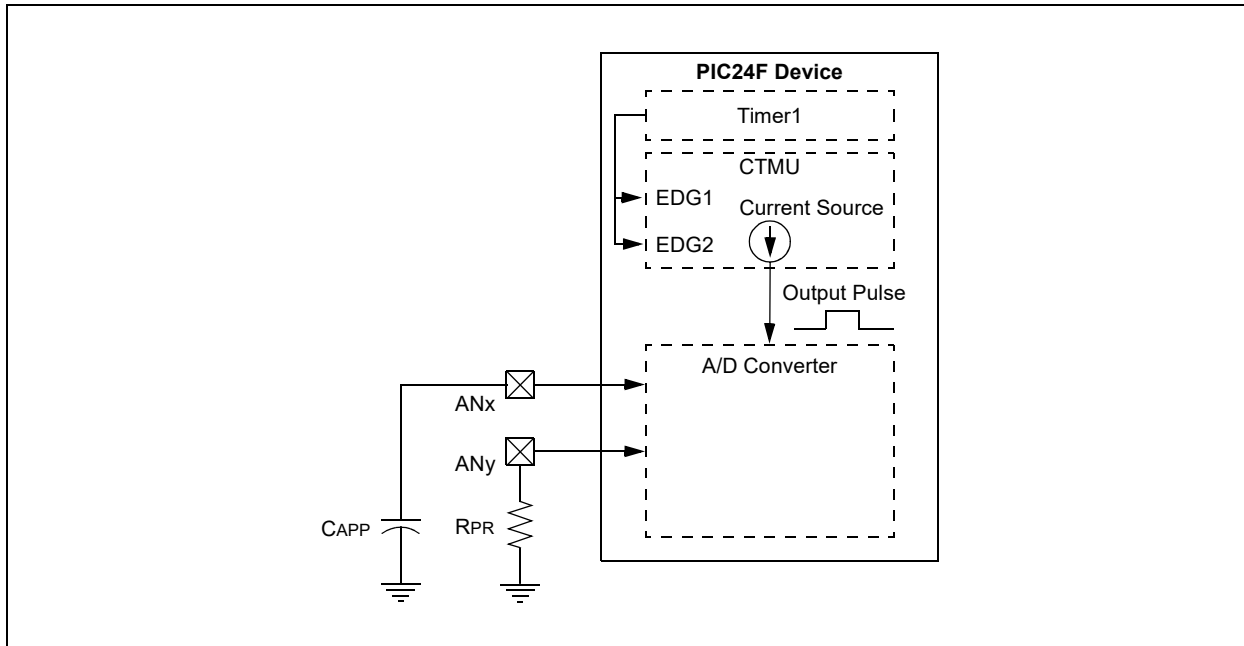 PIC24F Device
Timer1
CTMU
EDG1
Current Source
EDG2
Output Pulse
A/D Converter
ANx
ANy
CAPP
RPR